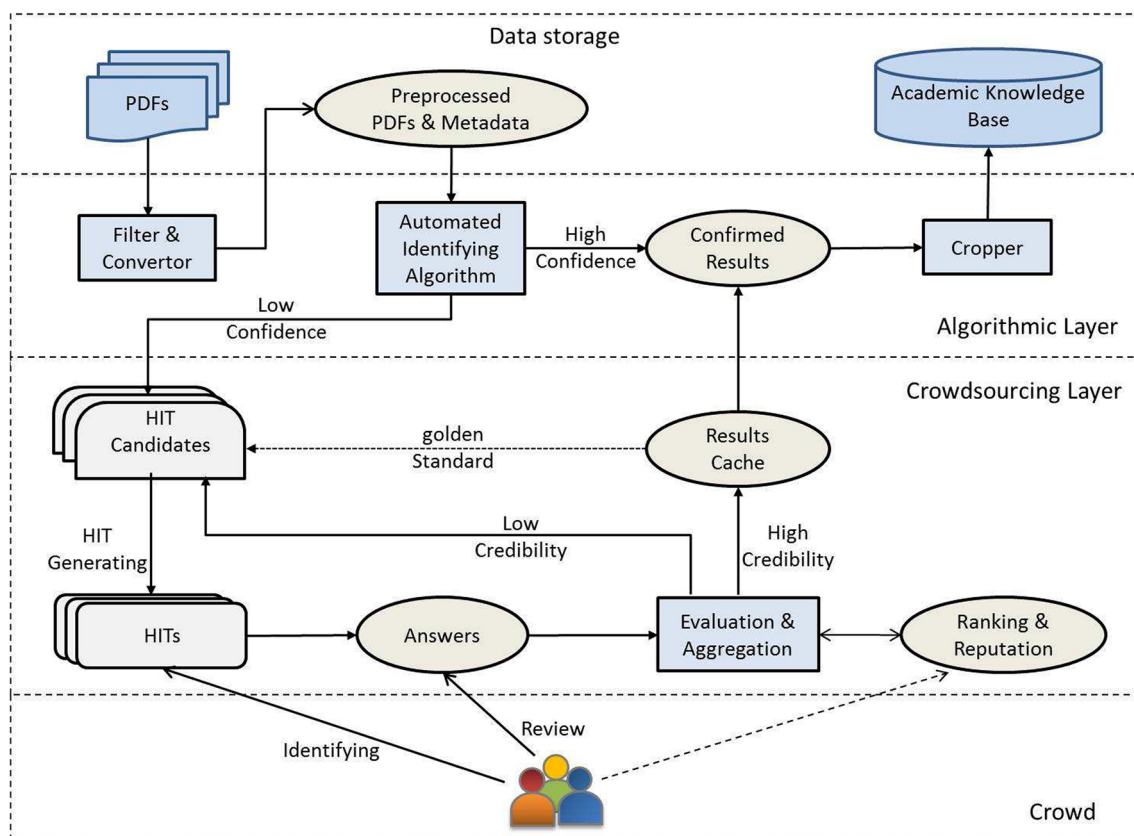 Data storage
PDFs
Preprocessed
PDFs & Metadata
Academic Knowledge
Base
Filter &
Convertor
Automated
Identifying
Algorithm
High
Confidence
Confirmed
Results
Cropper
Low
Confidence
Algorithmic Layer
Crowdsourcing Layer
HIT
Candidates
golden
Standard
Results
Cache
HIT
Generating
Low
Credibility
High
Credibility
HITs
Answers
Evaluation &
Aggregation
Ranking &
Reputation
Identifying
Review
Crowd